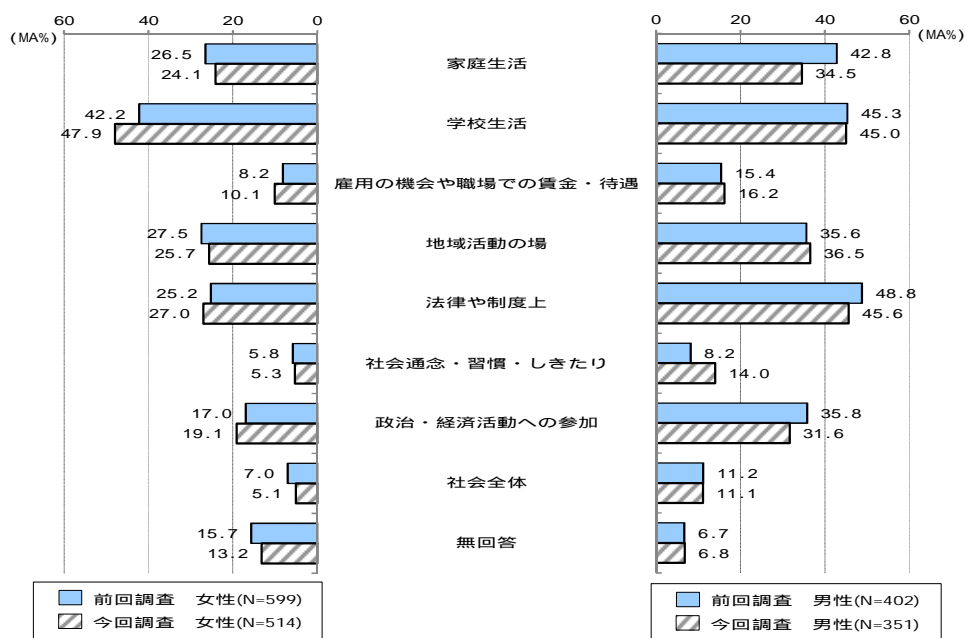 60 40 20 0 0 20 40 60
(MA%) (MA%)
26.5 家庭生活 42.8
24.1 34.5
42.2 学校生活 45.3
47.9 45.0
8.2 雇用の機会や職場での賃金・待遇 15.4
10.1 16.2
27.5 地域活動の場 35.6
25.7 36.5
25.2 法律や制度上 48.8
27.0 45.6
5.8 社会通念・習慣・しきたり 8.2
5.3 14.0
17.0 政治・経済活動への参加 35.8
19.1 31.6
7.0 社会全体 11.2
5.1 11.1
15.7 無回答 6.7
13.2 6.8
前回調査 女性(N=599) 前回調査 男性(N=402)
今回調査 女性(N=514) 今回調査 男性(N=351)